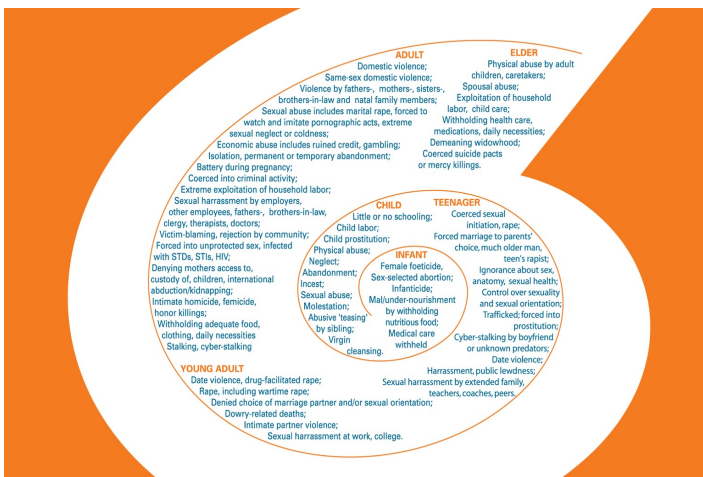 ADULT
Domestic violence;
Same-sex domestic violence;
Violence by fathers-, mothers-, sisters-,
brothers-in-law and natal family members;
Sexual abuse includes marital rape, forced to
watch and imitate pornographic acts, extreme
sexual neglect or coldness;
Economic abuse includes ruined credit, gambling;
Isolation, permanent or temporary abandonment;
Battery during pregnancy;
Coerced into criminal activity;
Extreme exploitation of household labor;
Sexual harassment by employers,
other employees, fathers-, brothers-in-law,
clergy, therapists, doctors;
Victim-blaming, rejection by community;
Forced into unprotected sex, infected
with STDs, STIs, HIV;
Denying mothers access to,
custody of, children, international
abduction/kidnapping;
Intimate homicide, femicide,
honor killings;
Withholding adequate food,
clothing, daily necessities
Stalking, cyber-stalking
ELDER
Physical abuse by adult
children, caretakers;
Spousal abuse;
Exploitation of household
labor, child care;
Withholding health care,
medications, daily necessities;
Demeaning widowhood;
Coerced suicide pacts
or mercy killings.
CHILD
Little or no schooling;
Child labor;
Child prostitution;
Physical abuse;
Neglect;
Abandonment;
Incest;
Sexual abuse;
Molestation;
Abusive 'teasing'
by sibling;
Virgin
cleansing.
INFANT
Female foeticide,
Sex-selected abortion;
Infanticide;
Mal/under-nourishment
by withholding
nutritious food;
Medical care
withheld
TEENAGER
Coerced sexual
initiation, rape;
Forced marriage to parents'
choice, much older man,
teen's rapist;
Ignorance about sex,
anatomy, sexual health;
Control over sexuality
and sexual orientation;
Trafficked; forced into
prostitution;
Cyber-stalking by boyfriend
or unknown predators;
Date violence;
Harrassment, public lewdness;
Sexual harassment by extended family,
teachers, coaches, peers.
YOUNG ADULT
Date violence, drug-facilitated rape;
Rape, including wartime rape;
Denied choice of marriage partner and/or sexual orientation;
Dowry-related deaths;
Intimate partner violence;
Sexual harrassment at work, college.